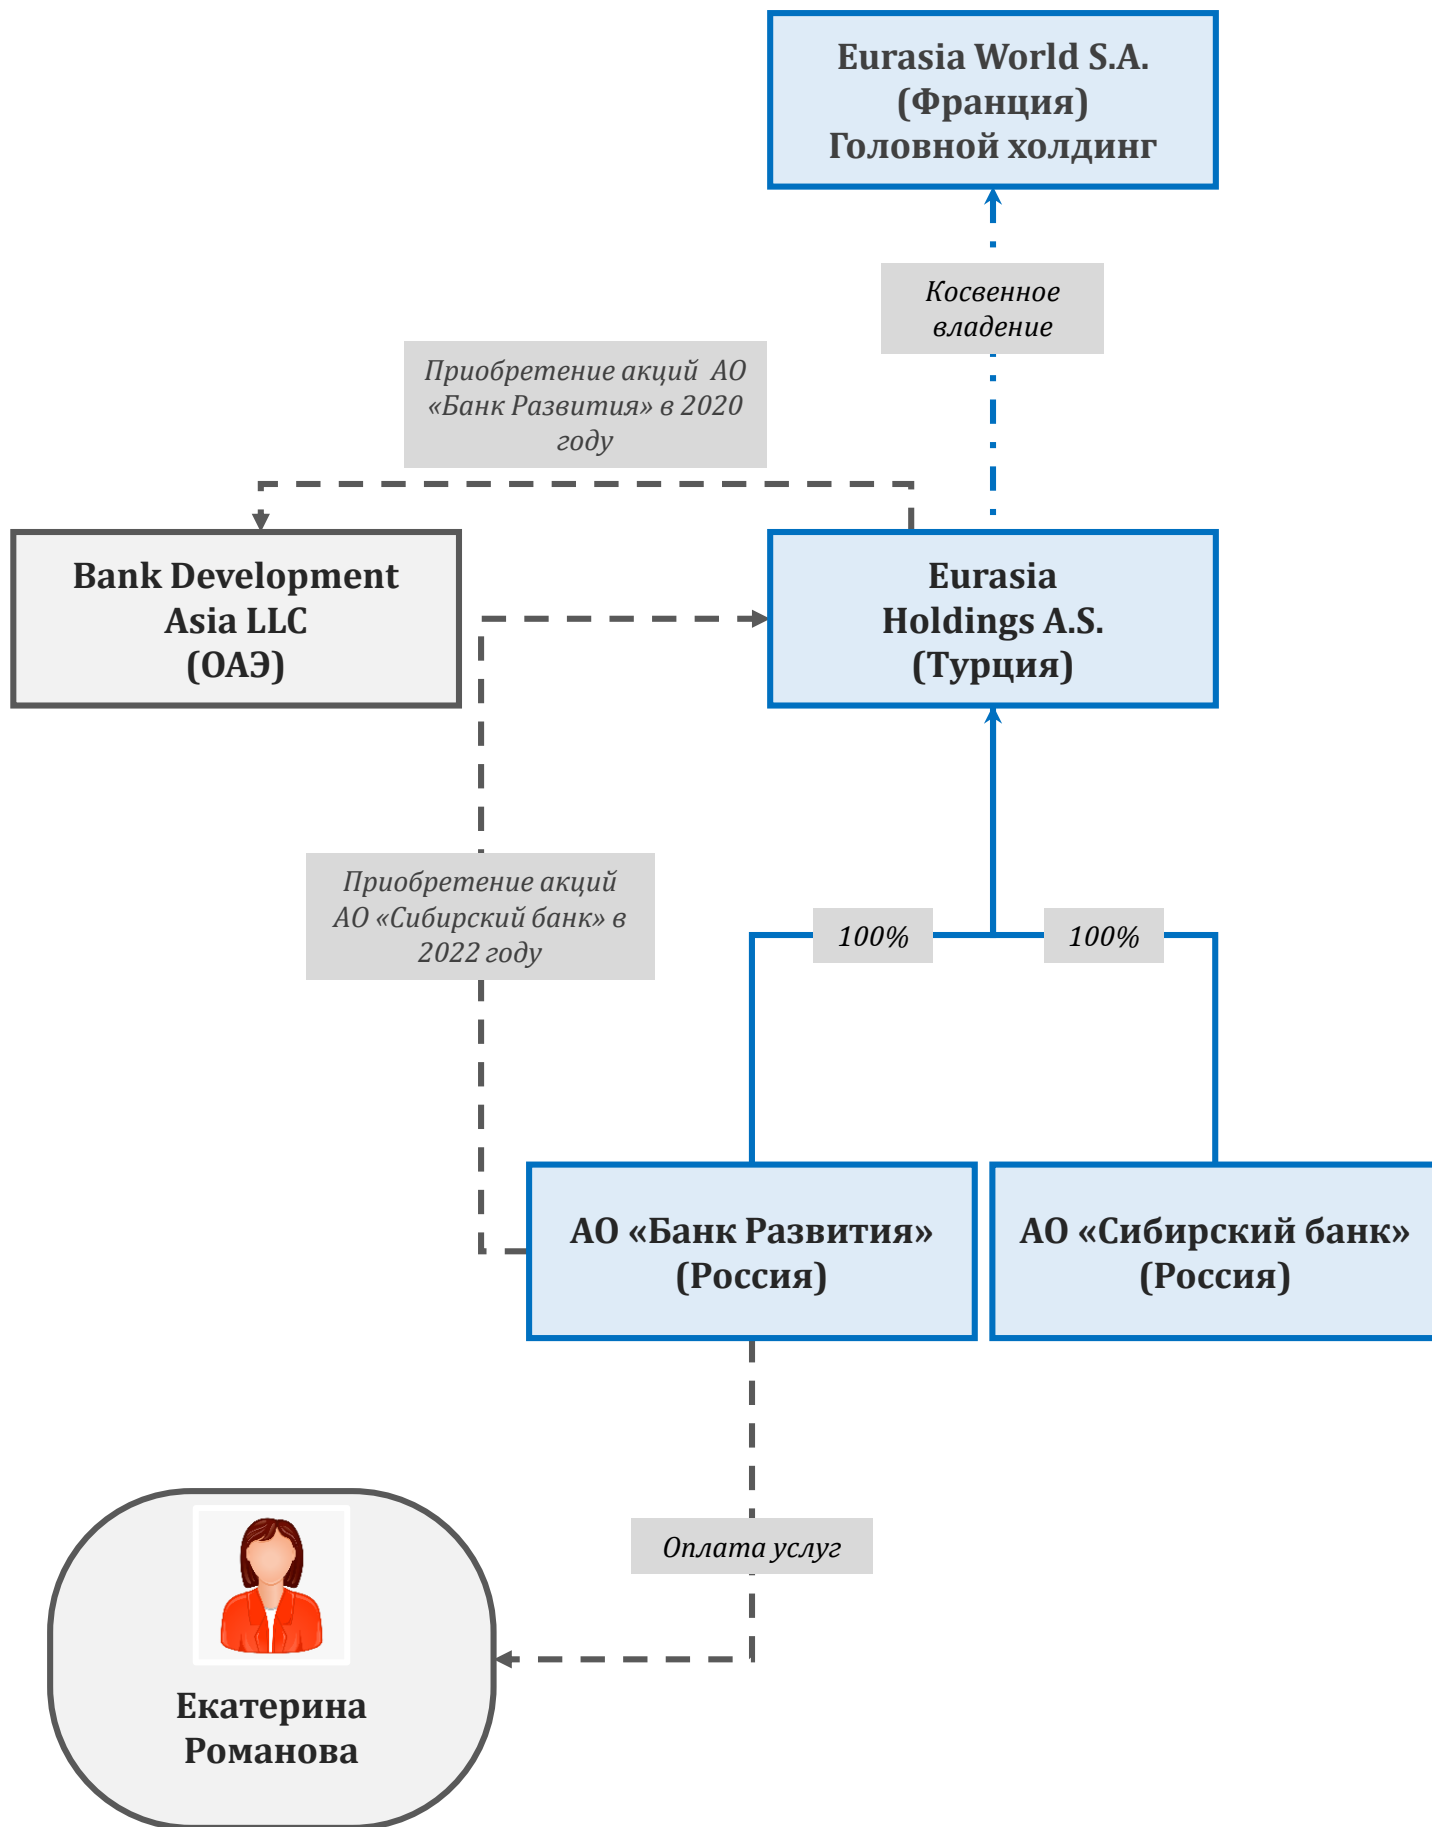 Eurasia World S.A.
(Франция)
Головной холдинг
Косвенное
владение
Приобретение акций АО
«Банк Развития» в 2020
году
Bank Development
Asia LLC
(ОАЭ)
Eurasia
Holdings A.S.
(Турция)
Приобретение акций
АО «Сибирский банк» в
2022 году
100%
100%
АО «Банк Развития»
(Россия)
АО «Сибирский банк»
(Россия)
Оплата услуг
Екатерина
Романова